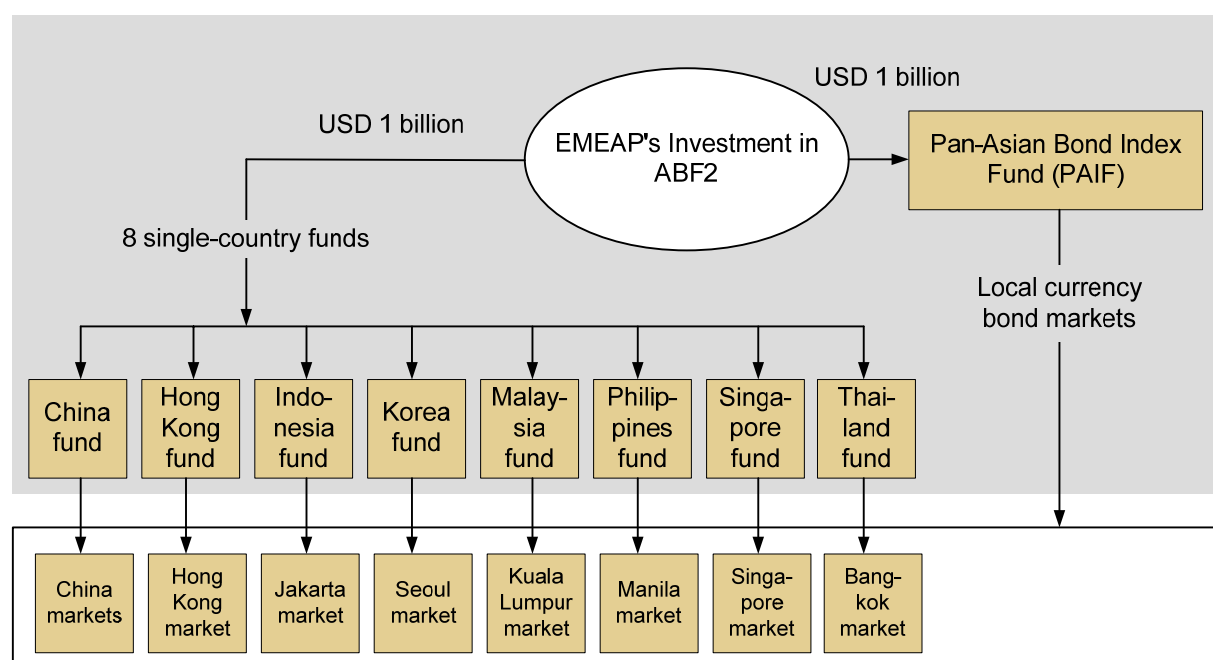 USD 1 billion
USD 1 billion
EMEAP's Investment in
ABF2
Pan-Asian Bond Index
Fund (PAIF)
8 single-country funds
Local currency
bond markets
China
fund
Hong
Kong
fund
Indo-
nesia
fund
Korea
fund
Malay-
sia
fund
Philip-
pines
fund
Singa-
pore
fund
Thai-
land
fund
China
markets
Hong
Kong
market
Jakarta
market
Seoul
market
Kuala
Lumpur
market
Manila
market
Singa-
pore
market
Bang-
kok
market